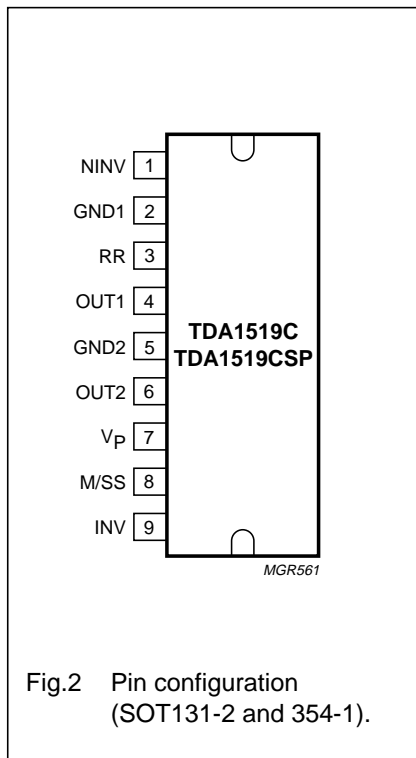 NINV 1
GND1 2
RR 3
OUT1 4
GND2 5
OUT2 6
VP 7
M/SS 8
INV 9
TDA1519C
TDA1519CSP
MGR561
Fig.2 Pin configuration
(SOT131-2 and 354-1).